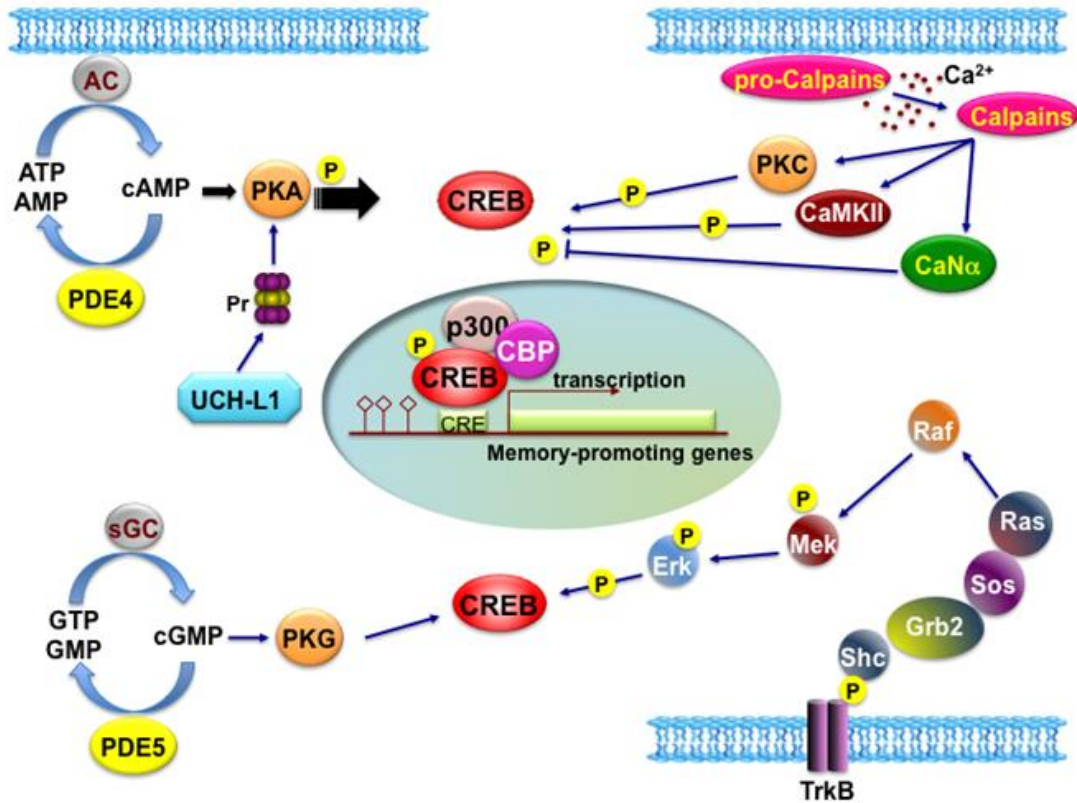 AC
ATP
AMP
cAMP
PDE4
PKA
P
Pr
UCH-L1
CREB
pro-Calpains
Ca²⁺
Calpains
PKC
P
CaMKII
P
P
CaNα
p300
P
CBP
CREB
transcription
CRE
Memory-promoting genes
sGC
GTP
GMP
cGMP
PKG
PDE5
CREB
P
Erk
P
P
Mek
Raf
Ras
Sos
Grb2
Shc
P
TrkB